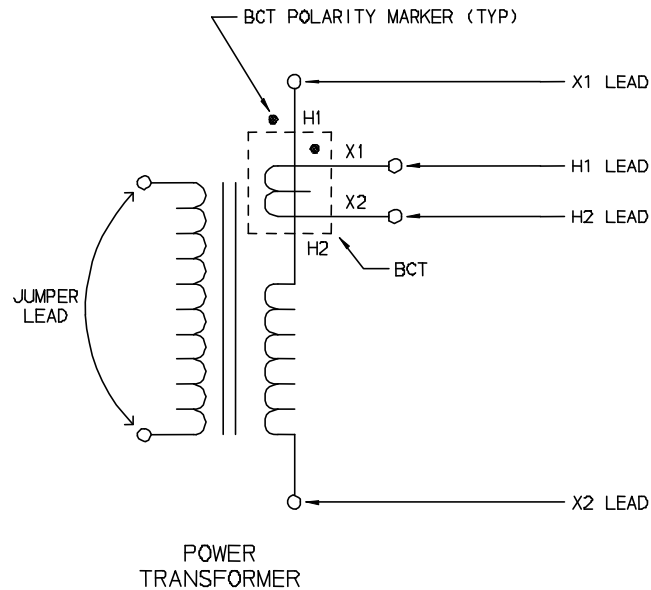 BCT POLARITY MARKER (TYP)
X1 LEAD
H1
X1
H1 LEAD
X2
H2 LEAD
H2
BCT
JUMPER
LEAD
X2 LEAD
POWER
TRANSFORMER